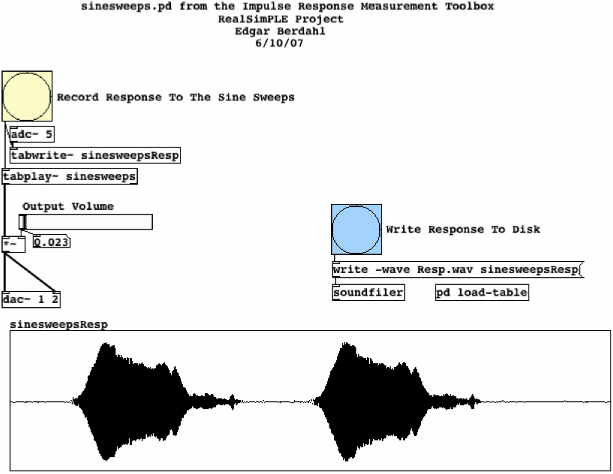 sinesweeps.pd from the Impulse Response Measurement Toolbox
RealSimPLE Project
Edgar Berdahl
6/10/07
Record Response To The Sine Sweeps
adc~ 5
tabwrite~ sinesweepsResp
tabplay~ sinesweeps
Output Volume
*~
0.023
dac~ 1 2
Write Response To Disk
write -wave Resp.wav sinesweepsResp
soundfiler
pd load-table
sinesweepsResp